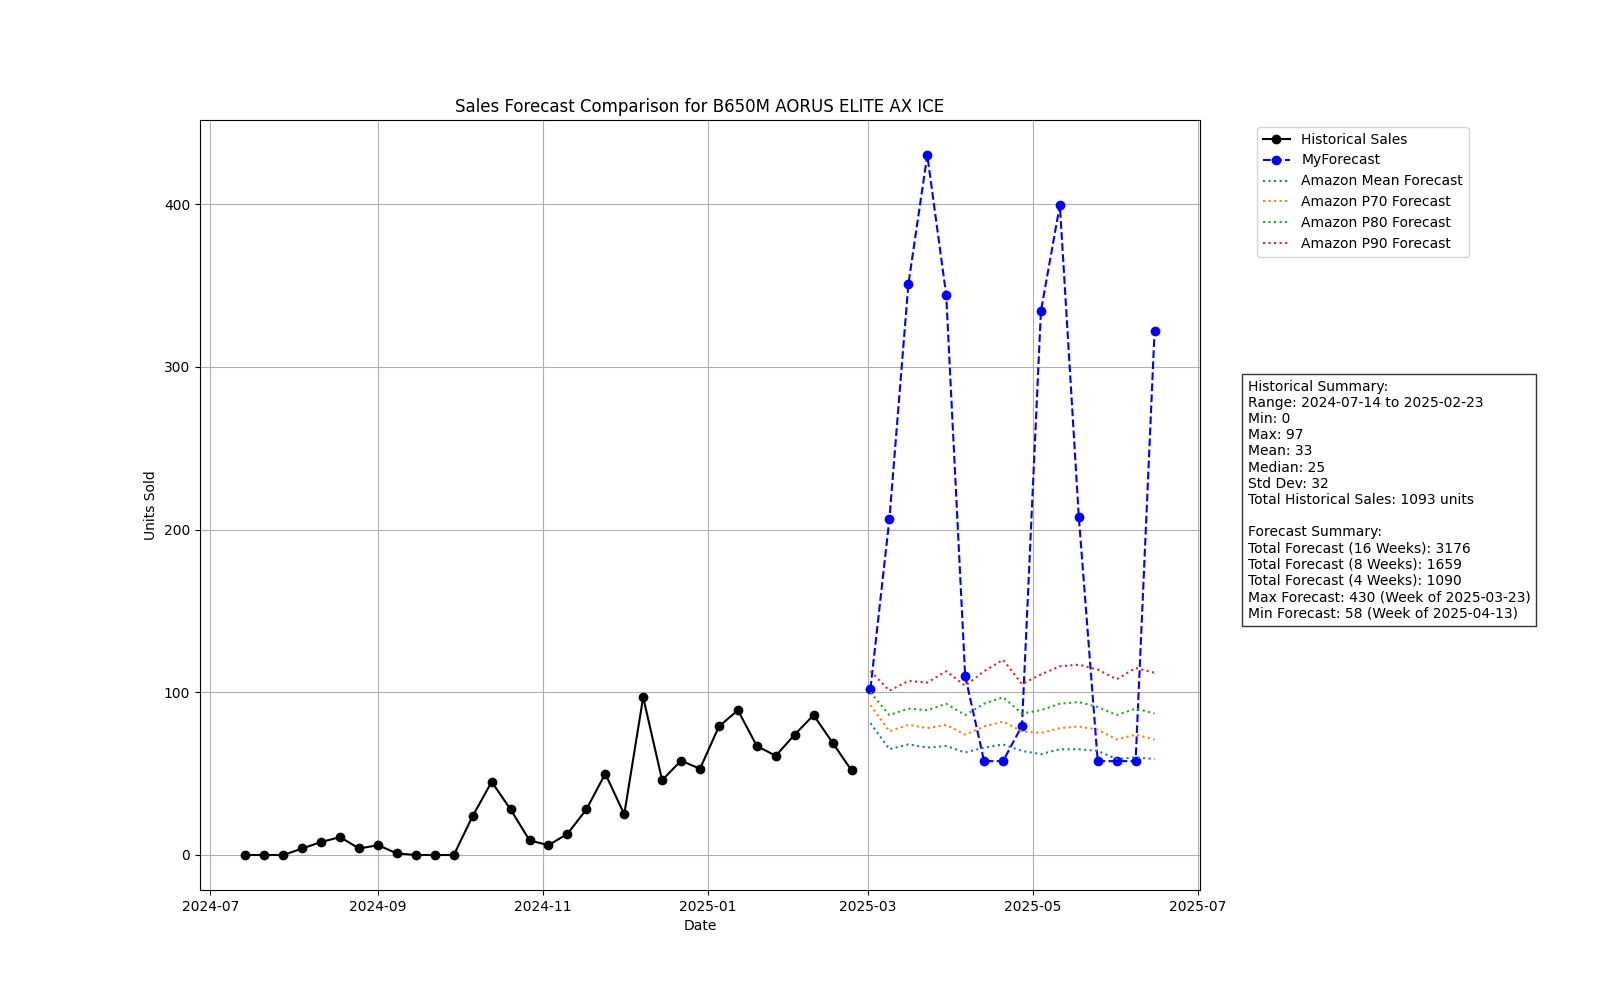 Sales Forecast Comparison for B650M AORUS ELITE AX ICE
Historical Sales
MyForecast
Amazon Mean Forecast
Amazon P70 Forecast
Amazon P80 Forecast
Amazon P90 Forecast
400
300
200
100
0
Units Sold
2024-07
2024-09
2024-11
2025-01
2025-03
2025-05
2025-07
Date
Historical Summary:
Range: 2024-07-14 to 2025-02-23
Min: 0
Max: 97
Mean: 33
Median: 25
Std Dev: 32
Total Historical Sales: 1093 units
Forecast Summary:
Total Forecast (16 Weeks): 3176
Total Forecast (8 Weeks): 1659
Total Forecast (4 Weeks): 1090
Max Forecast: 430 (Week of 2025-03-23)
Min Forecast: 58 (Week of 2025-04-13)